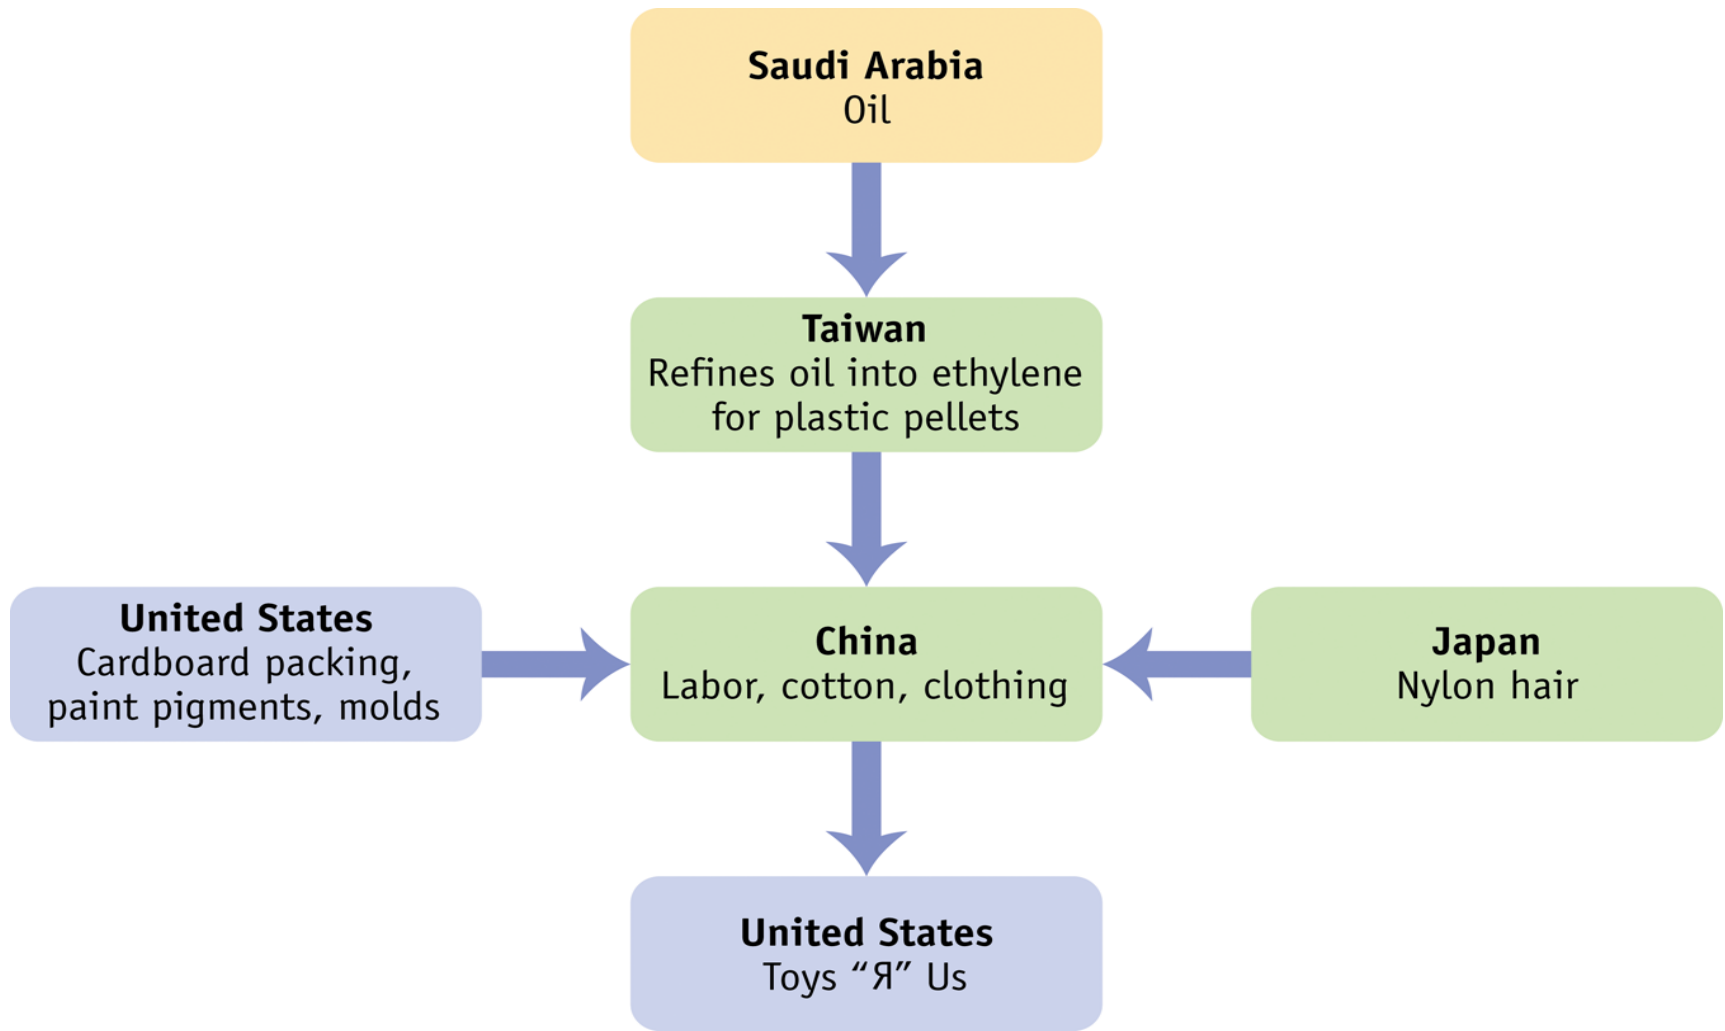 Saudi Arabia
Oil
Taiwan
Refines oil into ethylene
for plastic pellets
United States
Cardboard packing,
paint pigments, molds
China
Labor, cotton, clothing
Japan
Nylon hair
United States
Toys “Я” Us